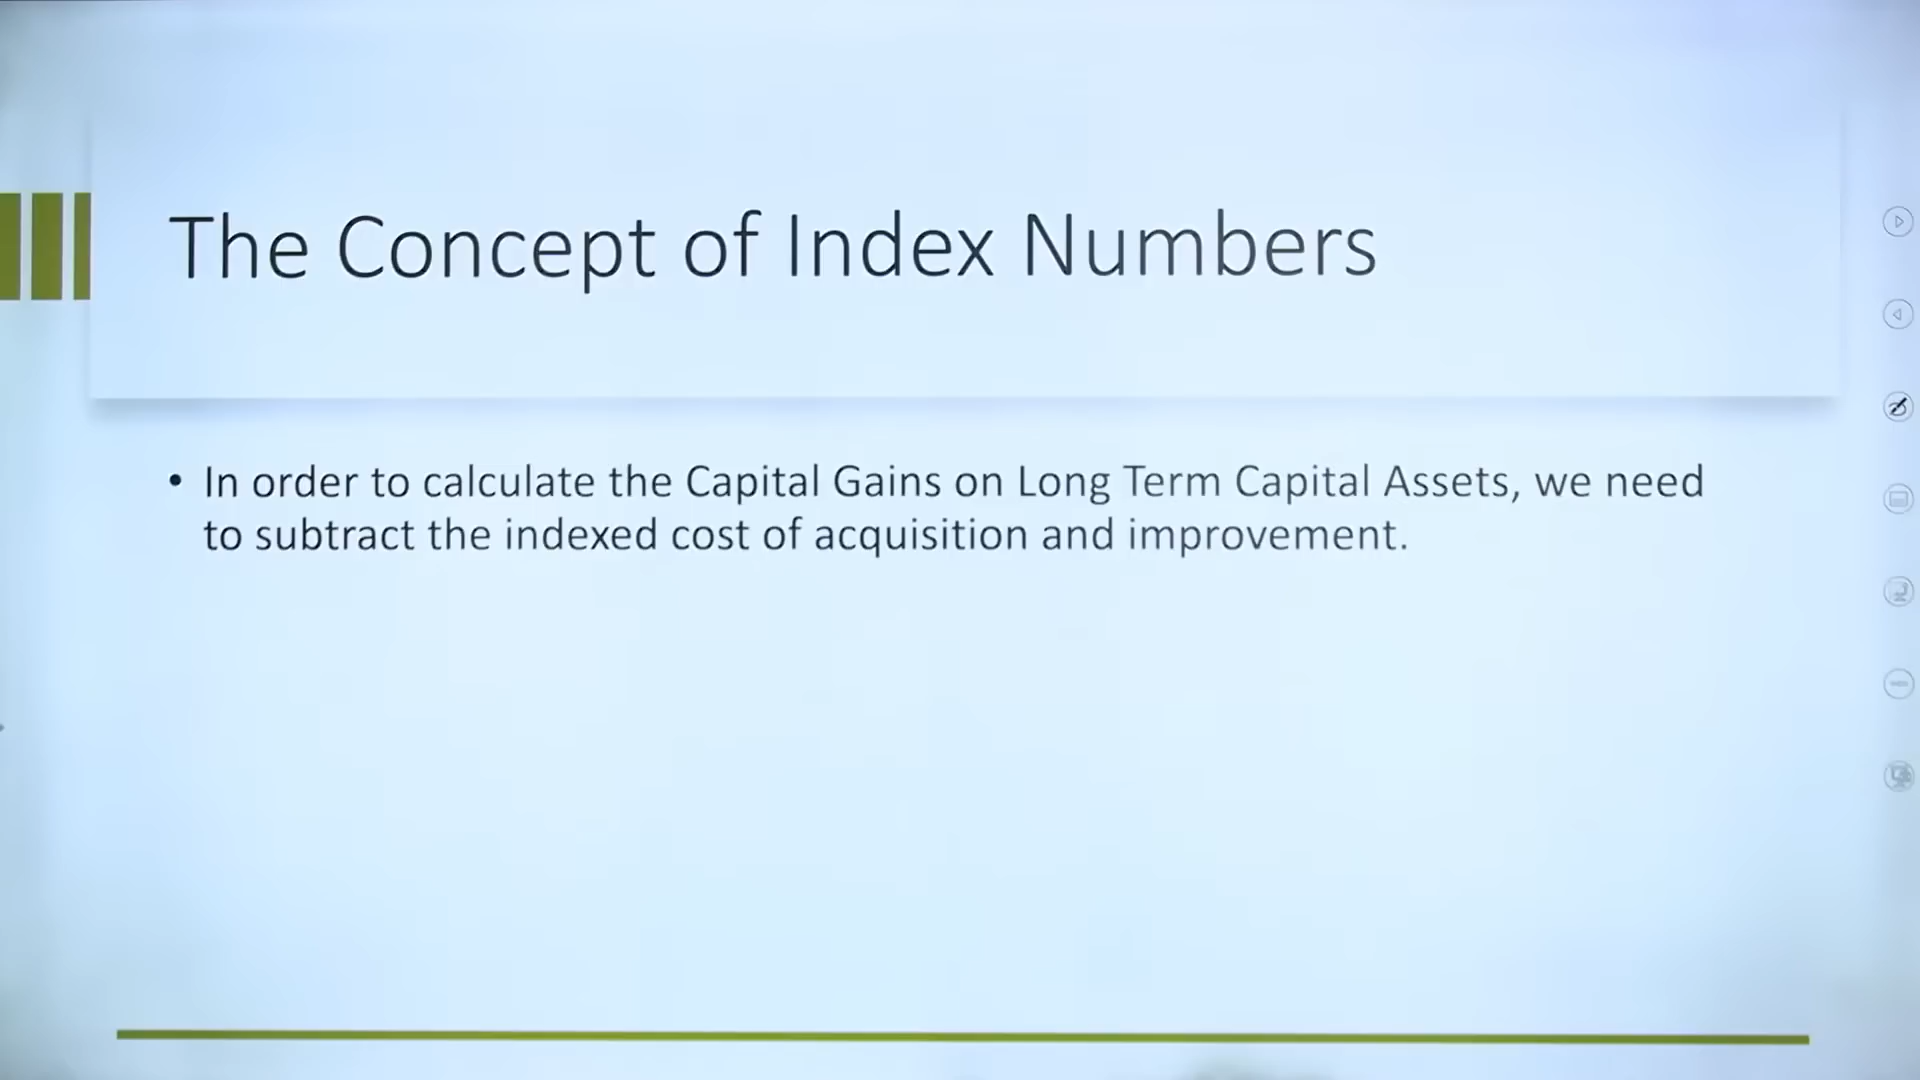 The Concept of Index Numbers
• In order to calculate the Capital Gains on Long Term Capital Assets, we need
to subtract the indexed cost of acquisition and improvement.